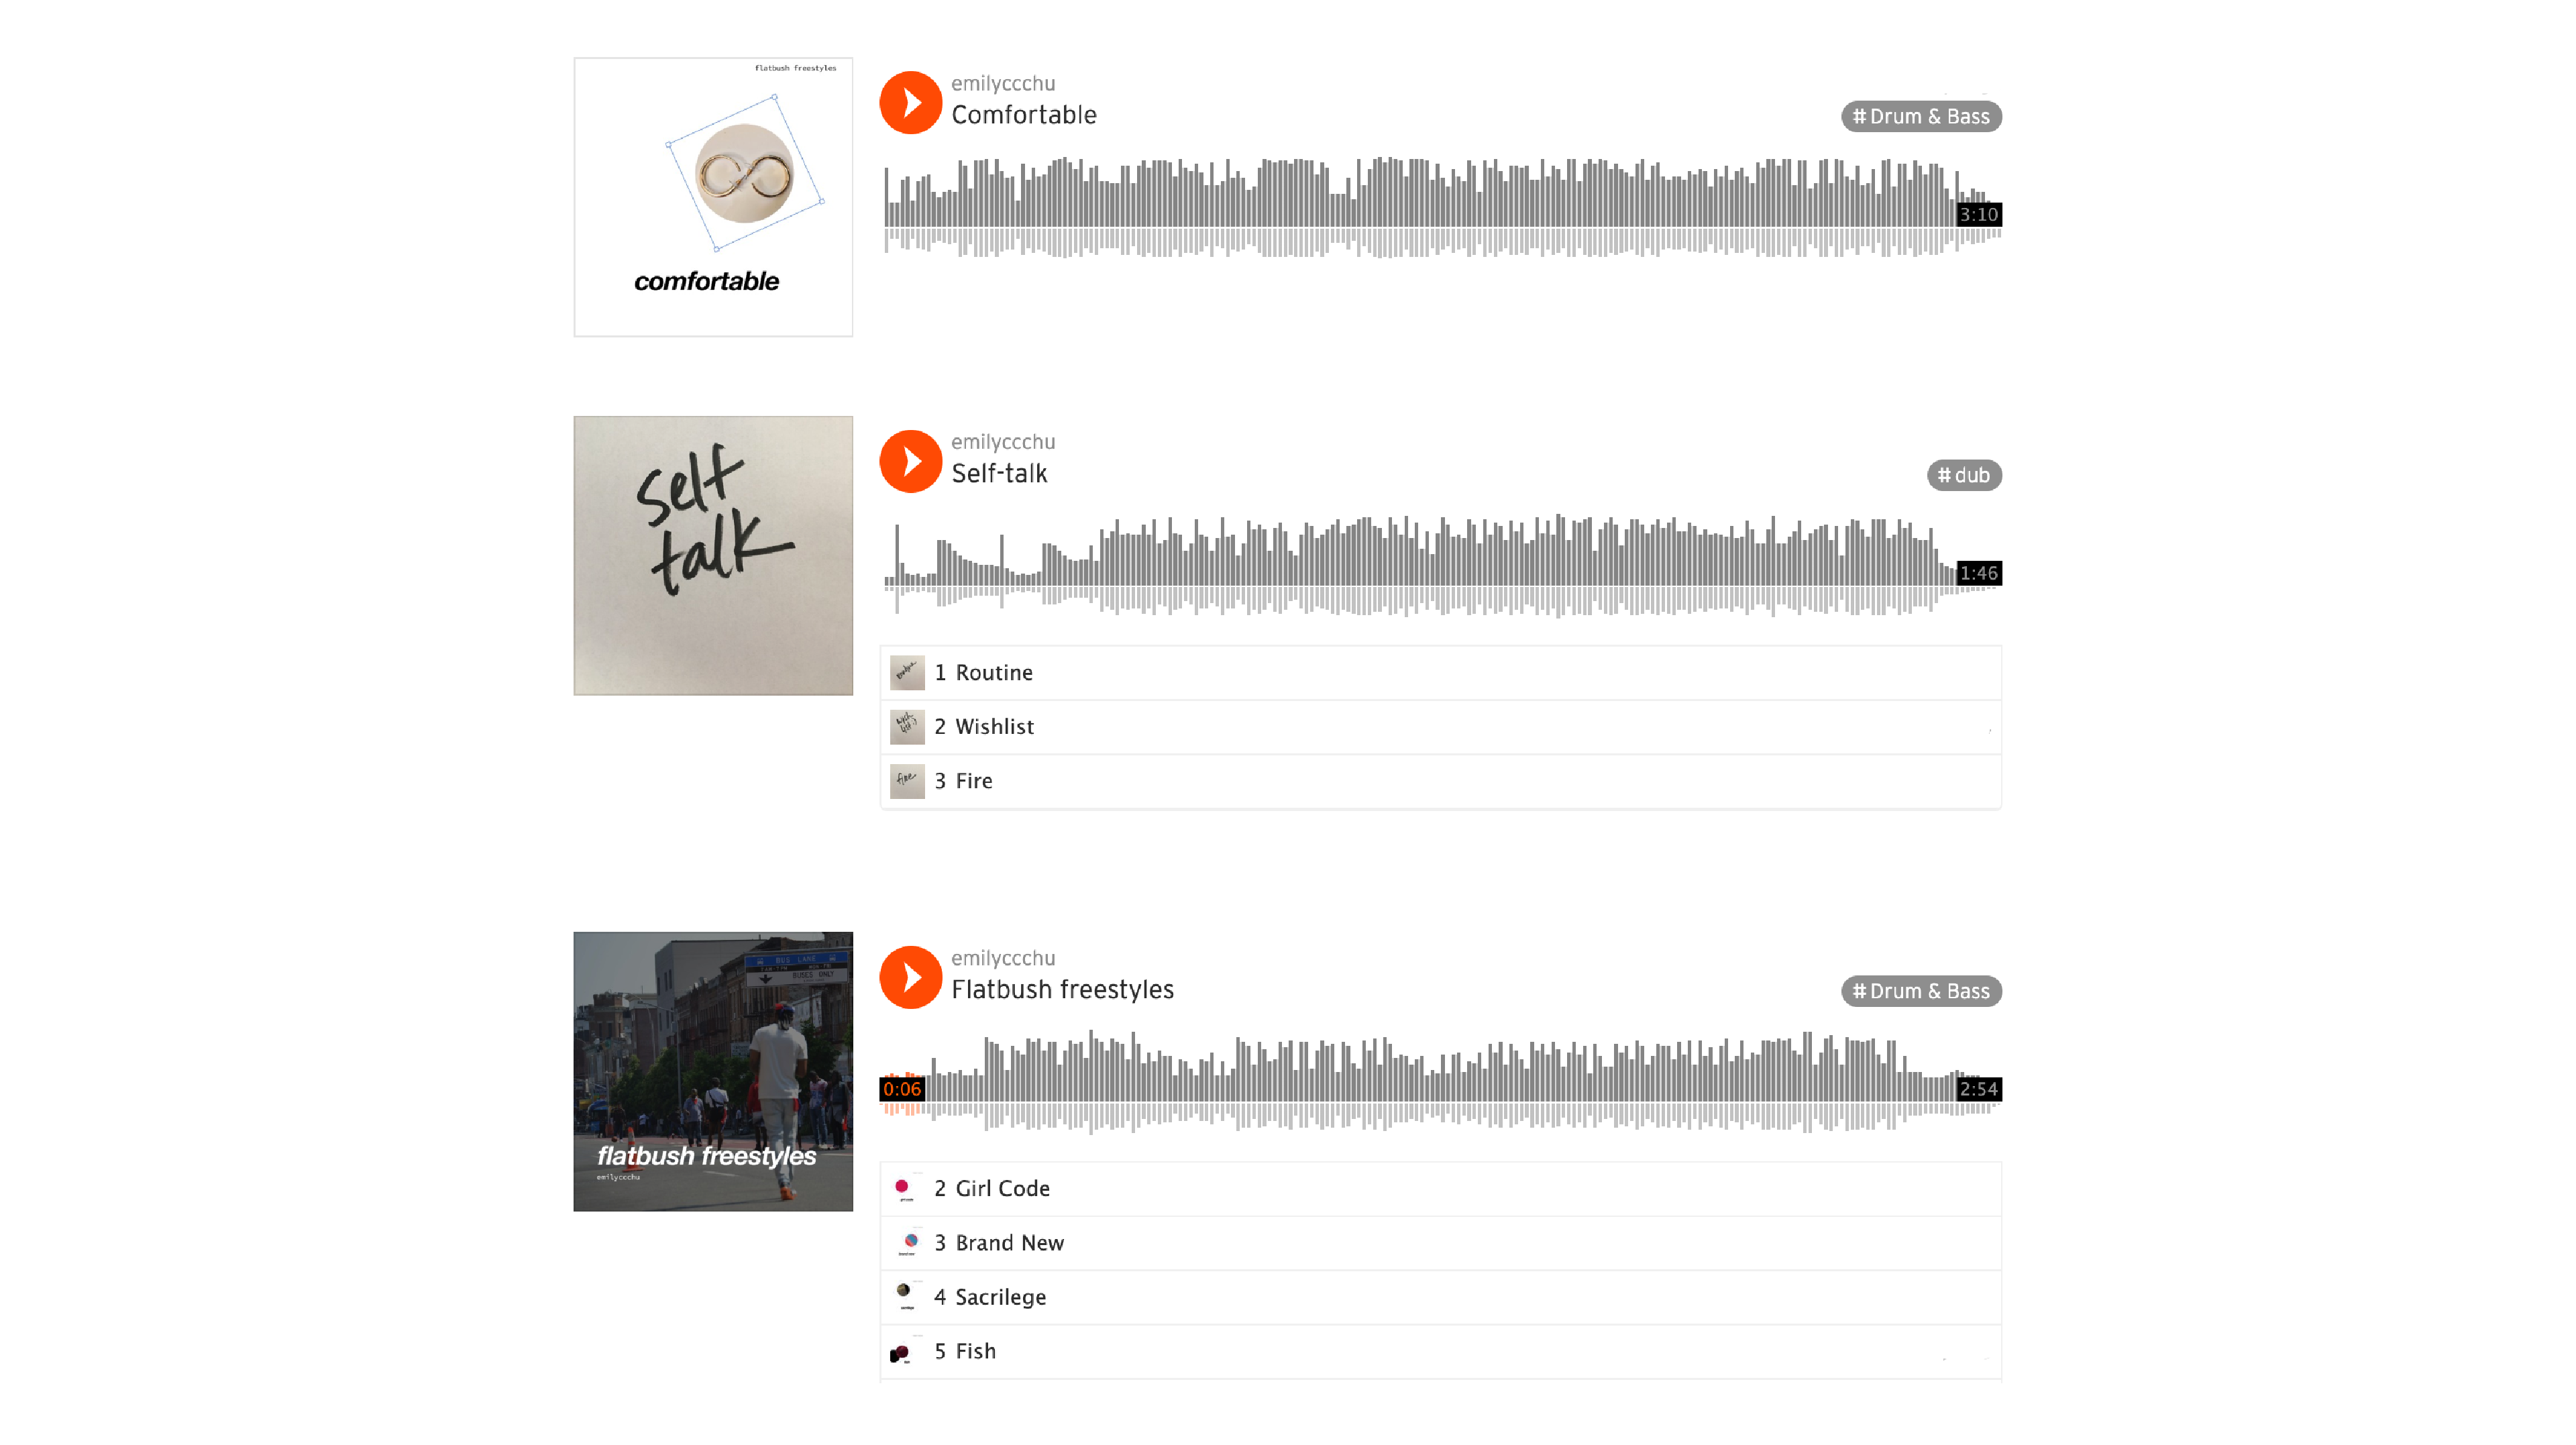 flatbush freestyles
comfortable
emilyccchu
Comfortable
# Drum & Bass
3:10
self
talk
emilyccchu
Self-talk
# dub
1:46
1 Routine
2 Wishlist
3 Fire
BUS LANE
BUSES ONLY
flatbush freestyles
emilyccchu
emilyccchu
Flatbush freestyles
# Drum & Bass
0:06
2:54
2 Girl Code
3 Brand New
4 Sacrilege
5 Fish